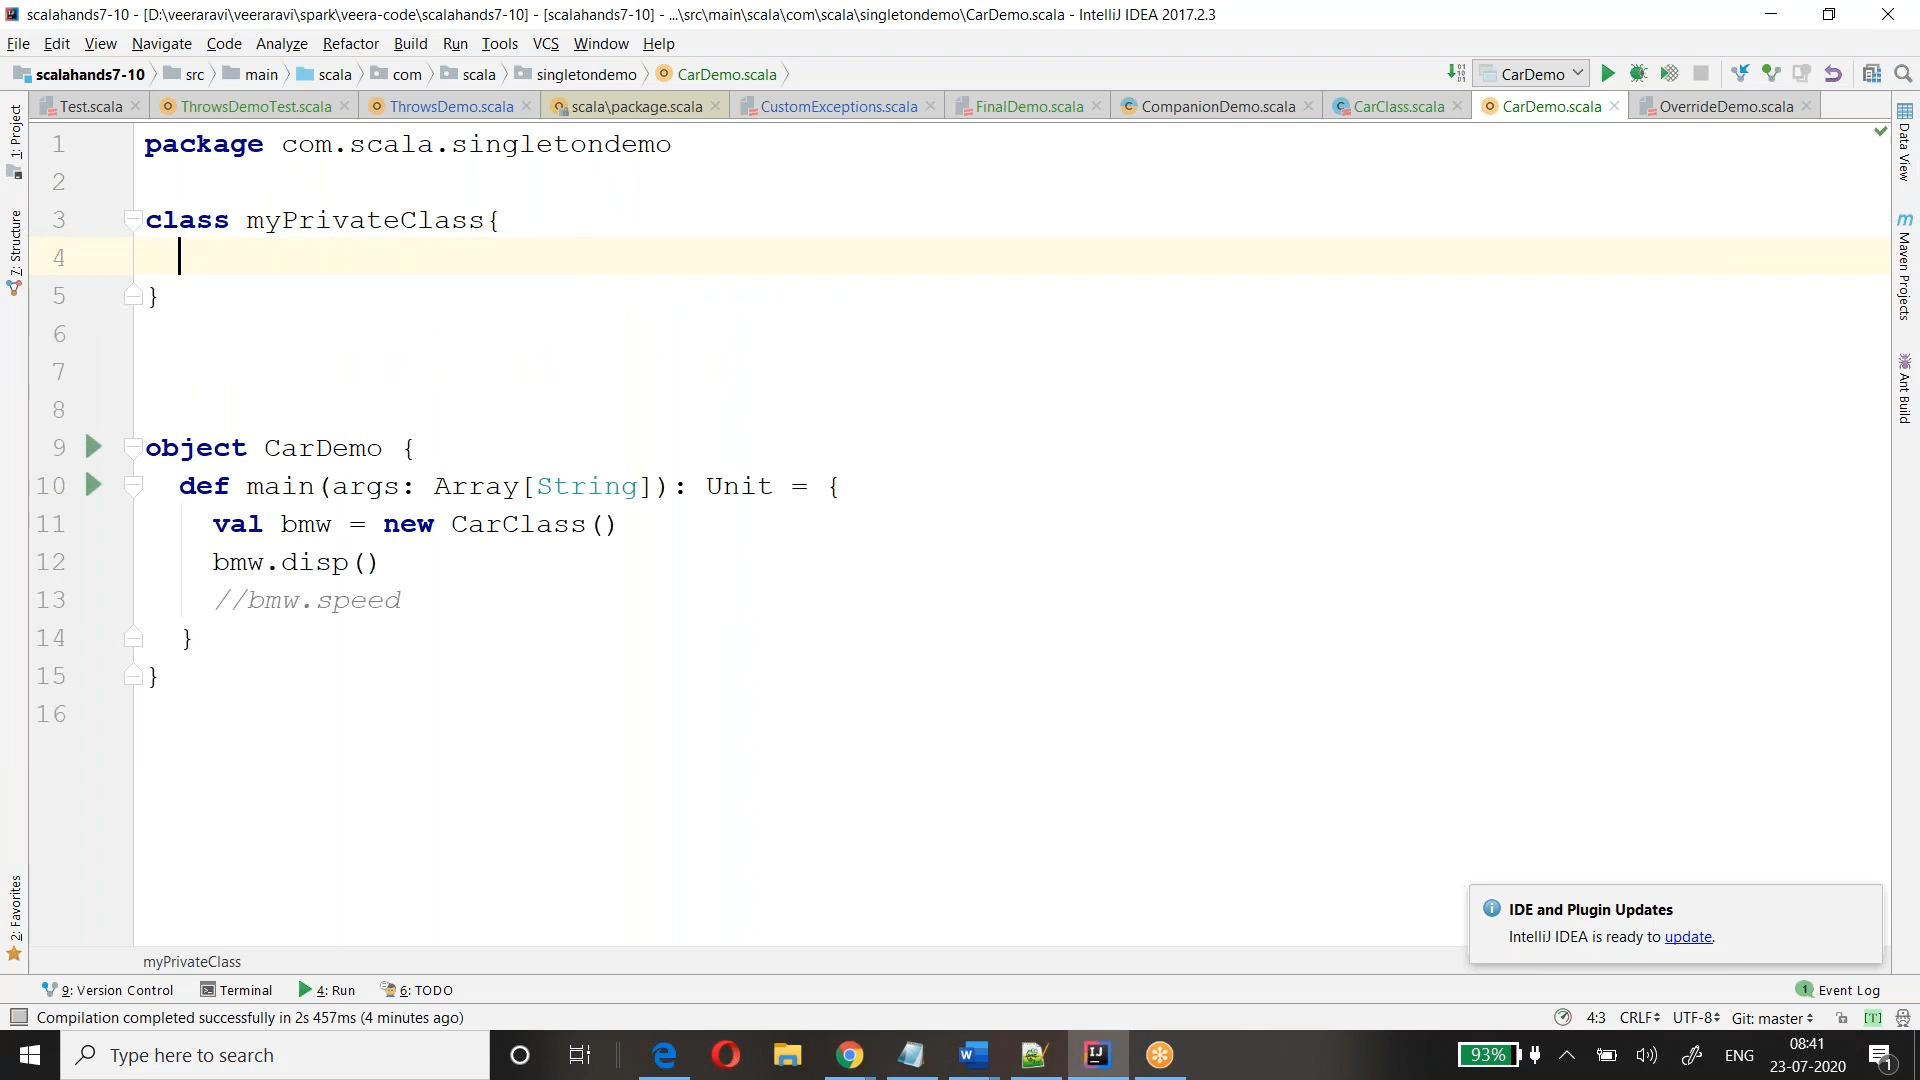 scalahands7-10 - [D:\veeraravi\veeraravi\spark\veera-code\scalahands7-10] - [scalahands7-10] - ...\src\main\scala\com\scala\singletondemo\CarDemo.scala - IntelliJ IDEA 2017.2.3
File Edit View Navigate Code Analyze Refactor Build Run Tools VCS Window Help
scalahands7-10 src main scala com scala singletondemo CarDemo.scala CarDemo
Test.scala ThrowsDemoTest.scala ThrowsDemo.scala scala\package.scala CustomExceptions.scala FinalDemo.scala CompanionDemo.scala CarClass.scala CarDemo.scala OverrideDemo.scala
1: Project
7: Structure
2: Favorites
1 package com.scala.singletondemo
2
3 class myPrivateClass{
4
5 }
6
7
8
9 object CarDemo {
10 def main(args: Array[String]): Unit = {
11 val bmw = new CarClass()
12 bmw.disp()
13 //bmw.speed
14 }
15 }
16
Data View
Maven Projects
Ant Build
IDE and Plugin Updates
IntelliJ IDEA is ready to update.
myPrivateClass
9: Version Control Terminal 4: Run 6: TODO 1 Event Log
Compilation completed successfully in 2s 457ms (4 minutes ago) 4:3 CRLF UTF-8 Git: master [T]
Type here to search 93% ENG 08:41
23-07-2020 1